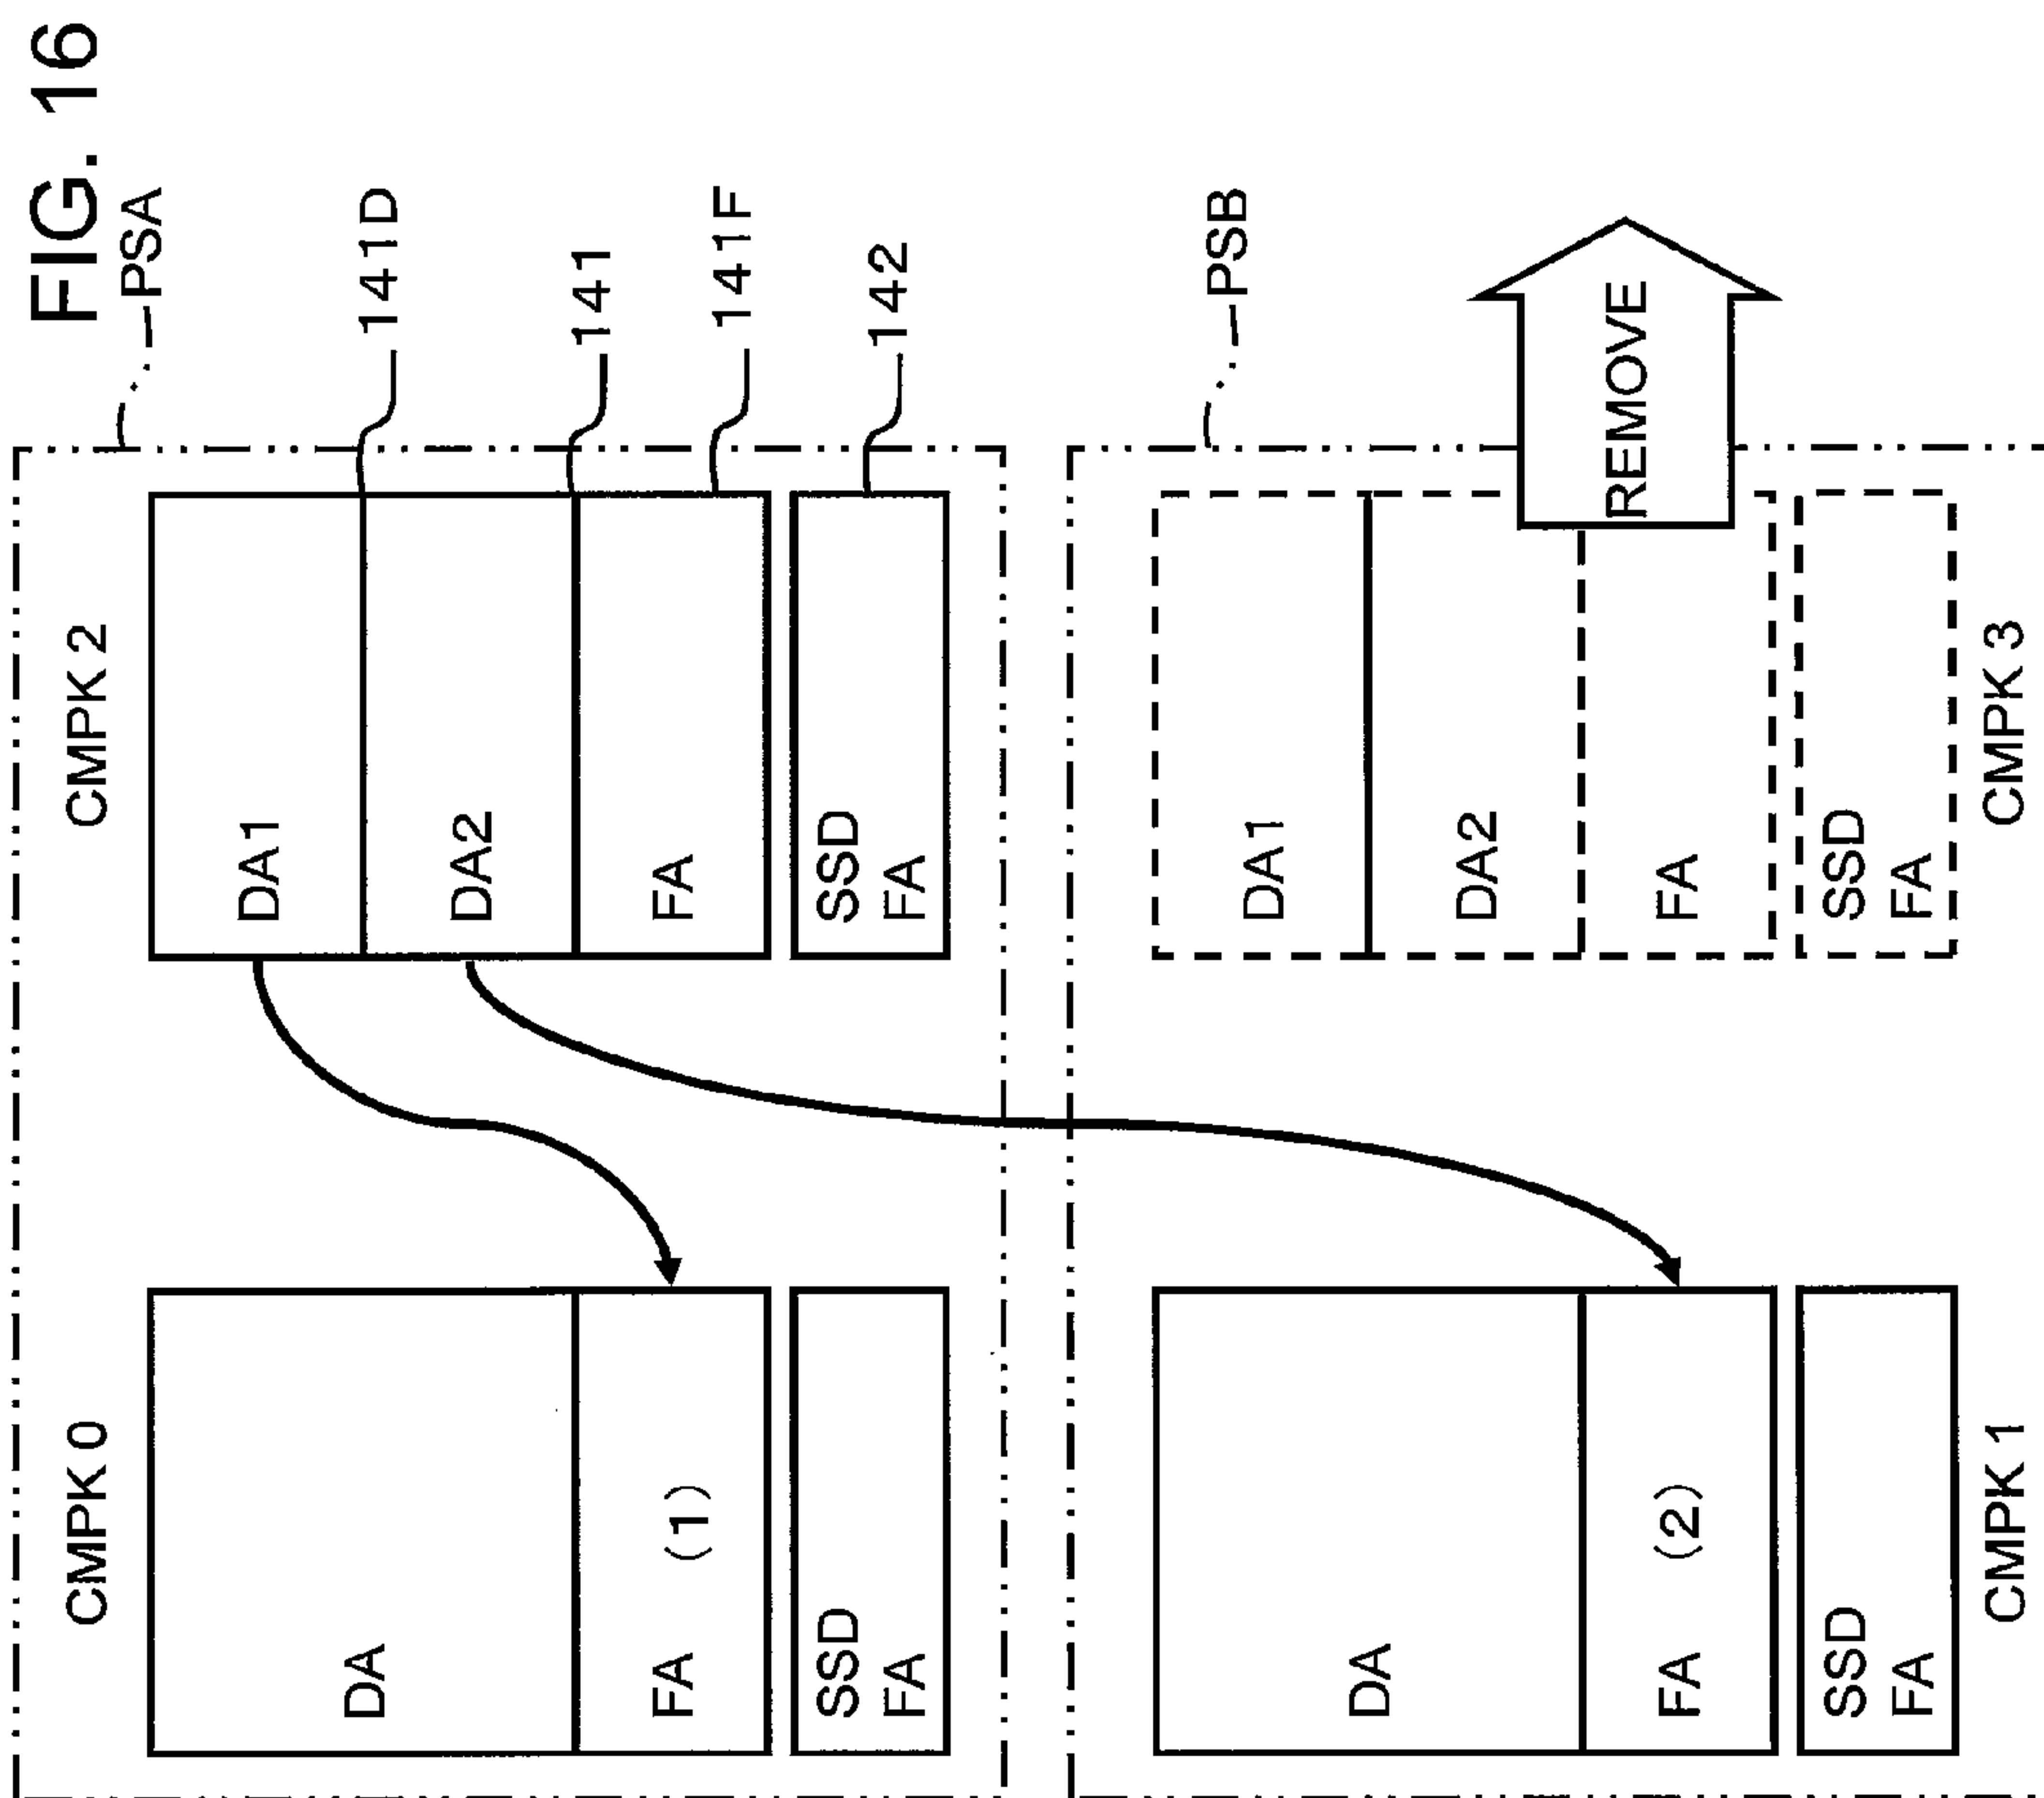 FIG. 16
PSA
CMPK 0
CMPK 2
DA
DA1
141D
DA2
141
FA (1)
FA
141F
SSD
FA
SSD
FA
142
PSB
DA
DA1
DA2
REMOVE
FA (2)
FA
SSD
FA
SSD
FA
CMPK 1
CMPK 3